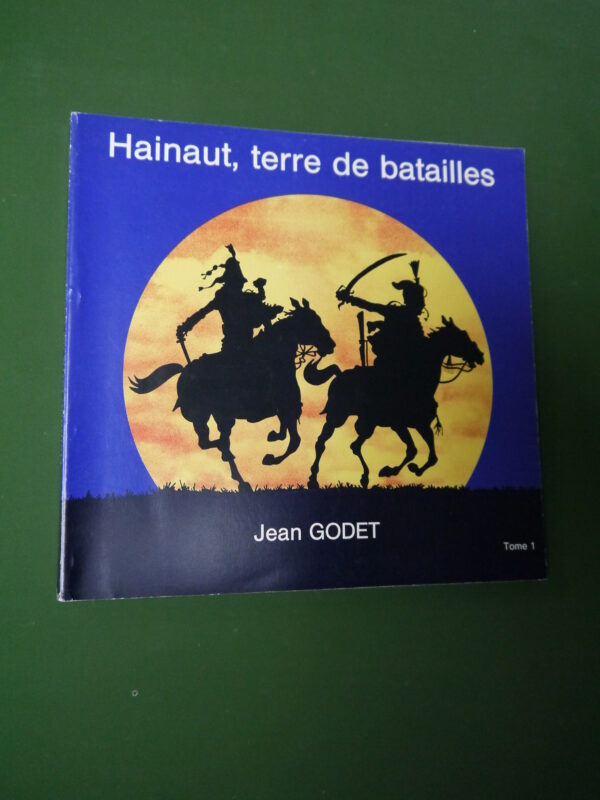 Hainaut, terre de batailles
Jean GODET
Tome 1